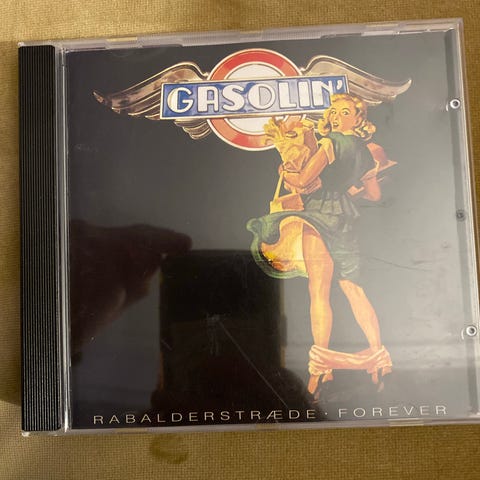 GASOLIN'
RABALDERSTRÆDE · FOREVER